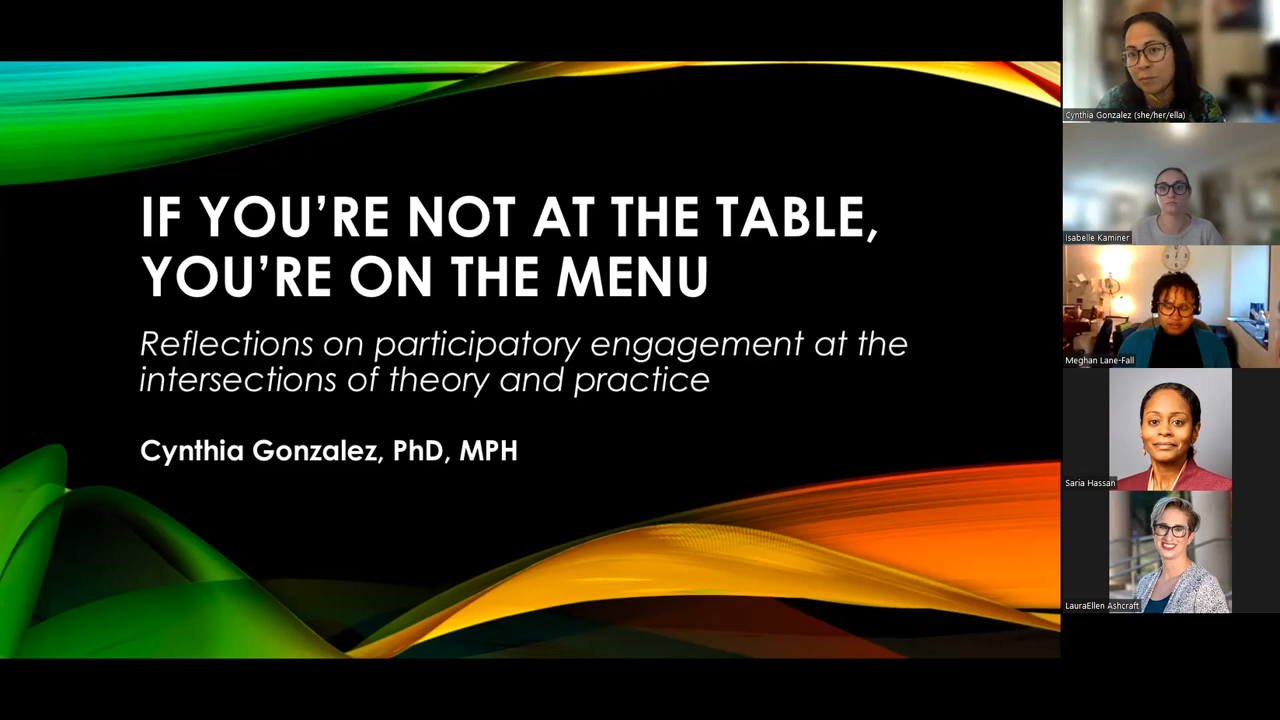 IF YOU'RE NOT AT THE TABLE,
YOU'RE ON THE MENU
Reflections on participatory engagement at the
intersections of theory and practice
Cynthia Gonzalez, PhD, MPH
Cynthia Gonzalez (she/her/ella)
Isabelle Kaminer
Meghan Lane-Fall
Saria Hassan
LauraEllen Ashcraft